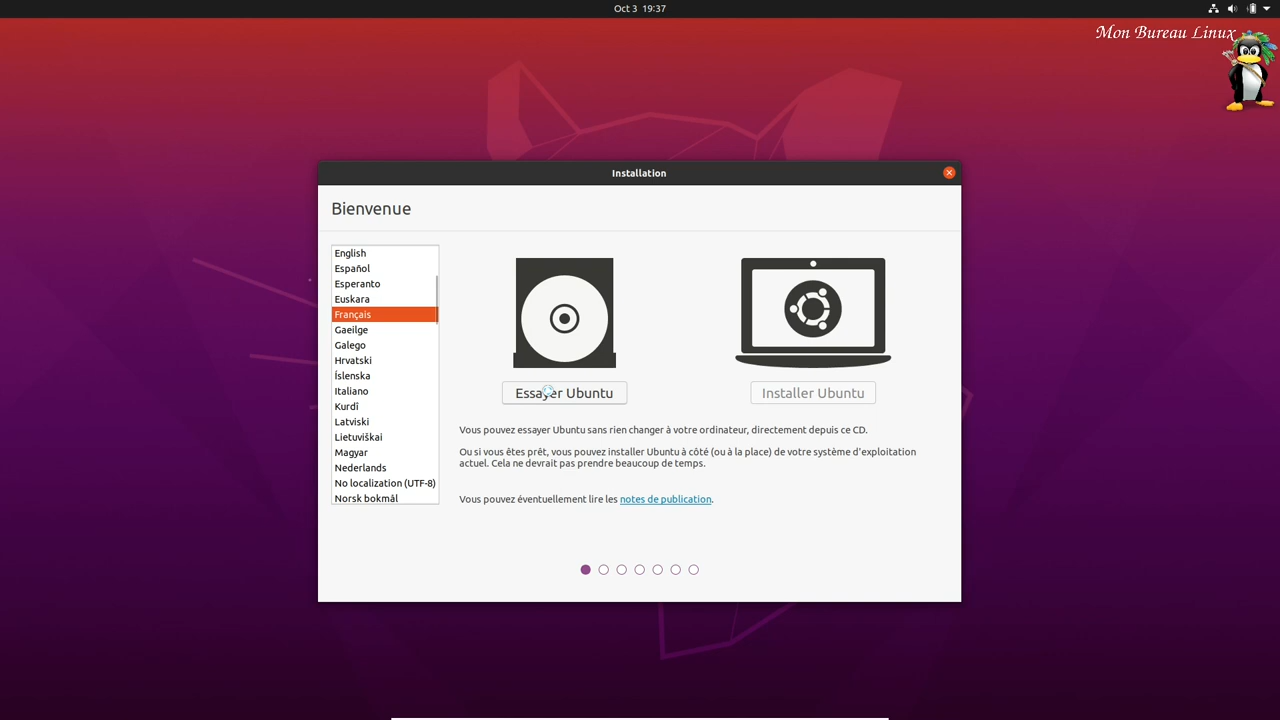 Oct 3 19:37
Mon Bureau Linux
Installation
Bienvenue
English
Español
Esperanto
Euskara
Français
Gaeilge
Galego
Hrvatski
Íslenska
Italiano
Kurdî
Latviski
Lietuviškai
Magyar
Nederlands
No localization (UTF-8)
Norsk bokmål
Essayer Ubuntu
Installer Ubuntu
Vous pouvez essayer Ubuntu sans rien changer à votre ordinateur, directement depuis ce CD.
Ou si vous êtes prêt, vous pouvez installer Ubuntu à côté (ou à la place) de votre système d'exploitation
actuel. Cela ne devrait pas prendre beaucoup de temps.
Vous pouvez éventuellement lire les notes de publication.